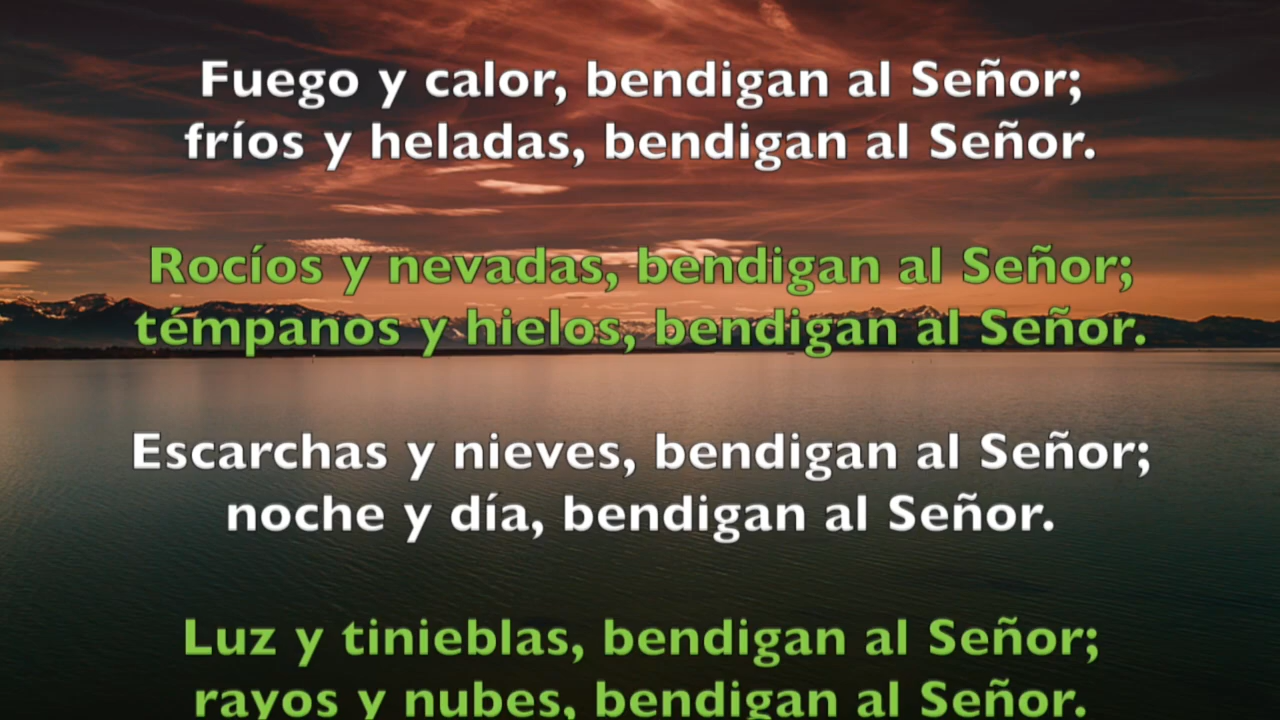 Fuego y calor, bendigan al Señor;
fríos y heladas, bendigan al Señor.
Rocíos y nevadas, bendigan al Señor;
témpanos y hielos, bendigan al Señor.
Escarchas y nieves, bendigan al Señor;
noche y día, bendigan al Señor.
Luz y tinieblas, bendigan al Señor;
rayos y nubes, bendigan al Señor.